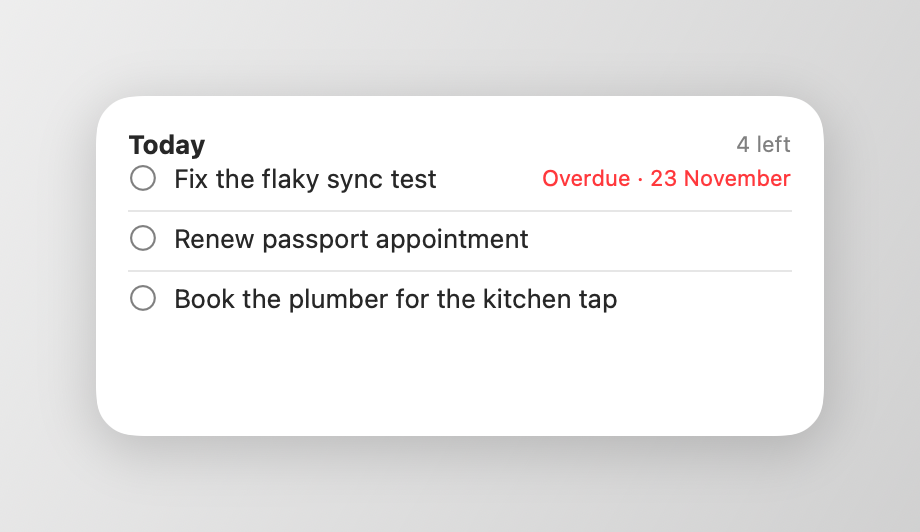 Today 4 left
Fix the flaky sync test Overdue · 23 November
Renew passport appointment
Book the plumber for the kitchen tap